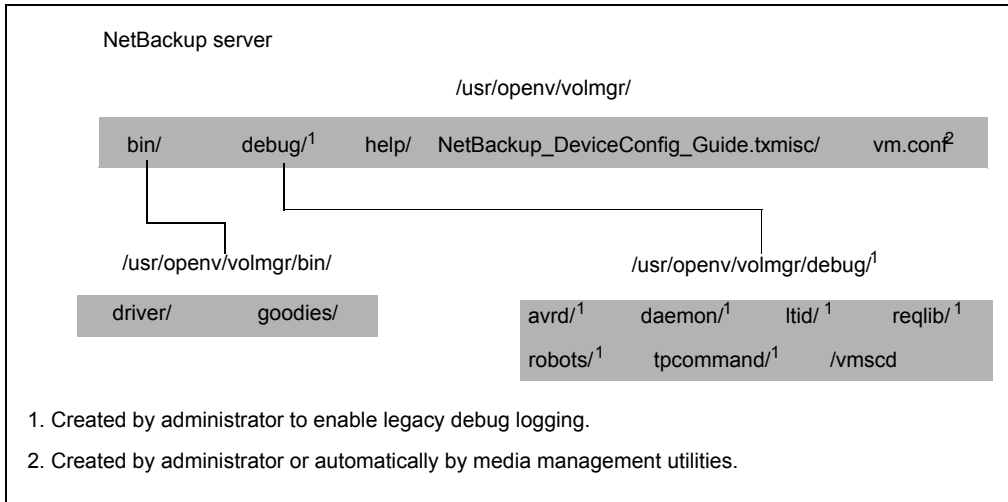 NetBackup server
/usr/openv/volmgr/
bin/ debug/1 help/ NetBackup_DeviceConfig_Guide.txmisc/ vm.conf2
/usr/openv/volmgr/bin/ /usr/openv/volmgr/debug/1
driver/ goodies/ avrd/1 daemon/1 ltid/ 1 reqlib/ 1
robots/1 tpcommand/1 /vmscd
1. Created by administrator to enable legacy debug logging.
2. Created by administrator or automatically by media management utilities.